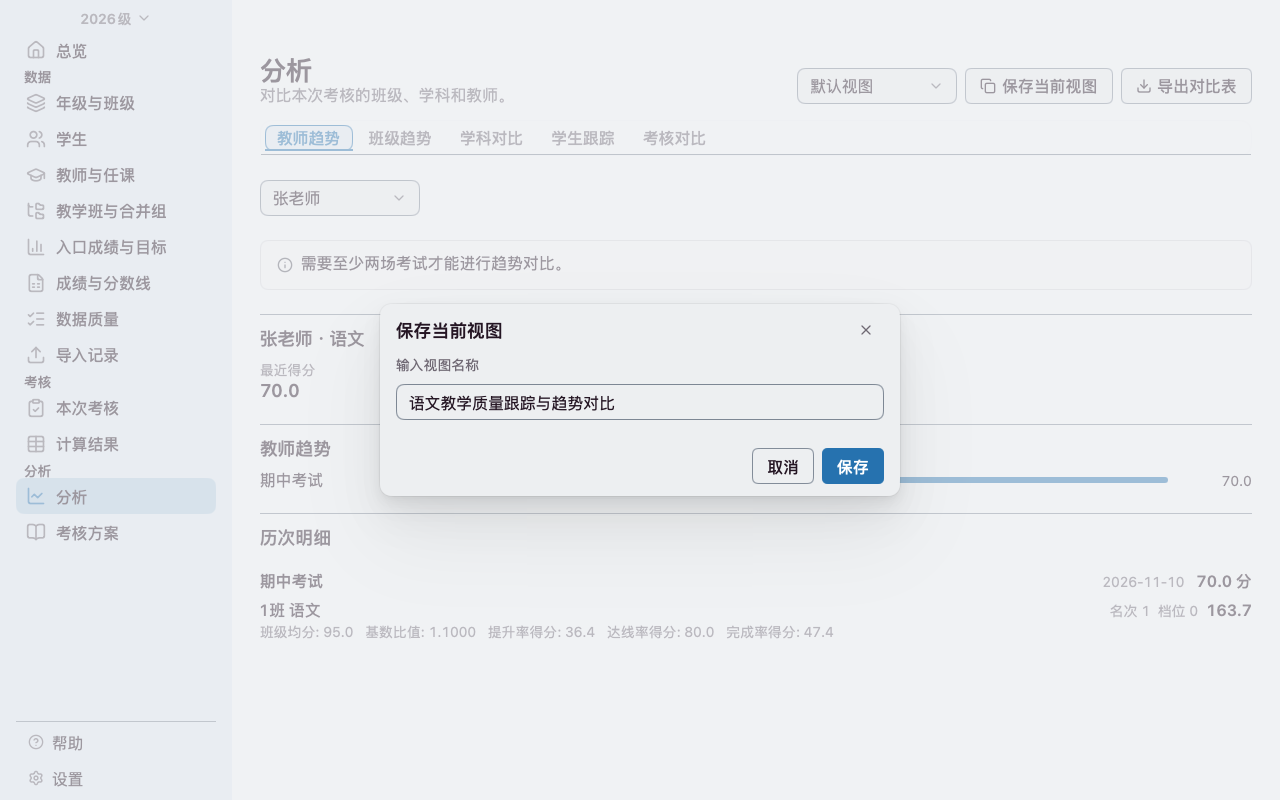 2026级
总览
数据
年级与班级
学生
教师与任课
教学班与合并组
入口成绩与目标
成绩与分数线
数据质量
导入记录
考核
本次考核
计算结果
分析
分析
考核方案
帮助
设置
分析
对比本次考核的班级、学科和教师。
默认视图
保存当前视图
导出对比表
教师趋势 班级趋势 学科对比 学生跟踪 考核对比
张老师
需要至少两场考试才能进行趋势对比。
张老师 · 语文
最近得分
70.0
保存当前视图
输入视图名称
语文教学质量跟踪与趋势对比
取消 保存
教师趋势
期中考试 70.0
历次明细
期中考试 2026-11-10 70.0 分
1班 语文 名次 1 档位 0 163.7
班级均分: 95.0 基数比值: 1.1000 提升率得分: 36.4 达线率得分: 80.0 完成率得分: 47.4